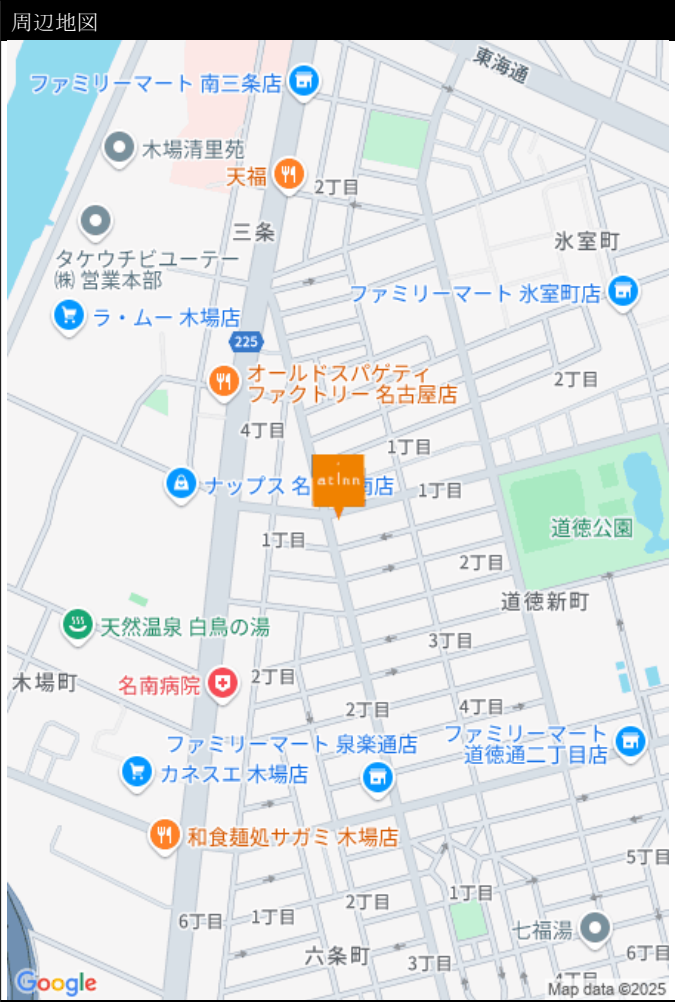 周辺地図
東海通
ファミリーマート 南三条店
木場清里苑
天福
2丁目
三条
氷室町
タケウチビユーテー
㈱ 営業本部
ファミリーマート 氷室町店
ラ・ムー 木場店
225
オールドスパゲティ
ファクトリー 名古屋店
2丁目
4丁目
1丁目
at inn
ナップス 名
南店
1丁目
道徳公園
1丁目
2丁目
道徳新町
天然温泉 白鳥の湯
3丁目
木場町
名南病院
2丁目
2丁目
4丁目
ファミリーマート
道徳通二丁目店
ファミリーマート 泉楽通店
カネスエ 木場店
和食麺処サガミ 木場店
5丁目
1丁目
2丁目
6丁目
1丁目
七福湯
六条町
3丁目
6丁目
4丁目
Google
Map data ©2025